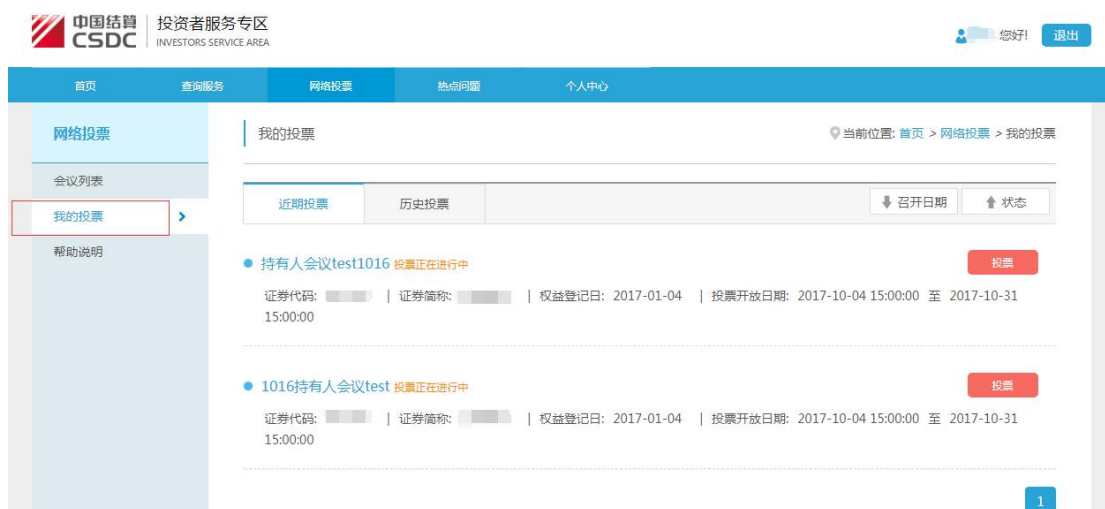 中国结算 CSDC
投资者服务专区
INVESTORS SERVICE AREA
您好! 退出
首页 查询服务 网络投票 热点问题 个人中心
网络投票
会议列表
我的投票
帮助说明
我的投票
当前位置: 首页 > 网络投票 > 我的投票
近期投票 历史投票 召开日期 状态
持有人会议test1016 投票正在进行中 投票
证券代码: | 证券简称: | 权益登记日: 2017-01-04 | 投票开放日期: 2017-10-04 15:00:00 至 2017-10-31
15:00:00
1016持有人会议test 投票正在进行中 投票
证券代码: | 证券简称: | 权益登记日: 2017-01-04 | 投票开放日期: 2017-10-04 15:00:00 至 2017-10-31
15:00:00
1